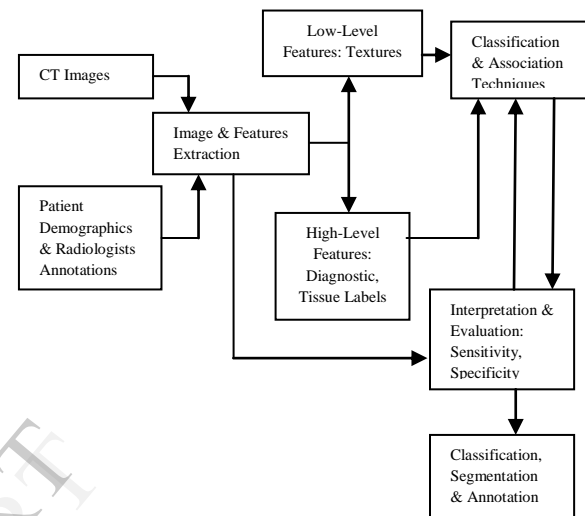 Low-Level
Features: Textures
Classification
& Association
Techniques
CT Images
Image & Features
Extraction
Patient
Demographics
& Radiologists
Annotations
High-Level
Features:
Diagnostic,
Tissue Labels
Interpretation &
Evaluation:
Sensitivity,
Specificity
Classification,
Segmentation
& Annotation
RT